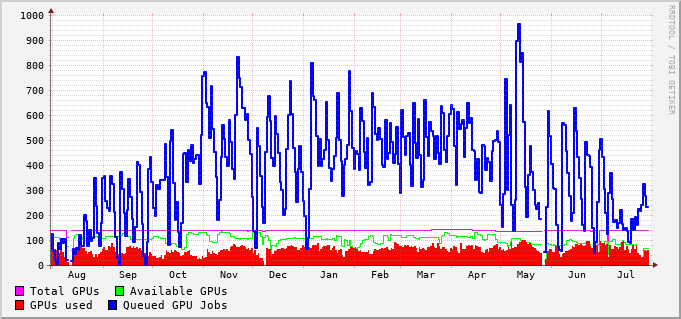 1000
900
800
700
600
500
400
300
200
100
0
Aug Sep Oct Nov Dec Jan Feb Mar Apr May Jun Jul
RRDTOOL / TOBI OETIKER
Total GPUs Available GPUs
GPUs used Queued GPU Jobs